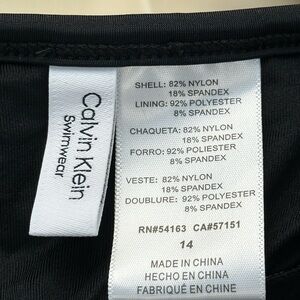 Calvin Klein
Swimwear
SHELL: 82% NYLON
18% SPANDEX
LINING: 92% POLYESTER
8% SPANDEX
CHAQUETA: 82% NYLON
18% SPANDEX
FORRO: 92% POLIESTER
8% SPANDEX
VESTE: 82% NYLON
18% SPANDEX
DOUBLURE: 92% POLYESTER
8% SPANDEX
RN#54163 CA#57151
14
MADE IN CHINA
HECHO EN CHINA
FABRIQUÉ EN CHINE